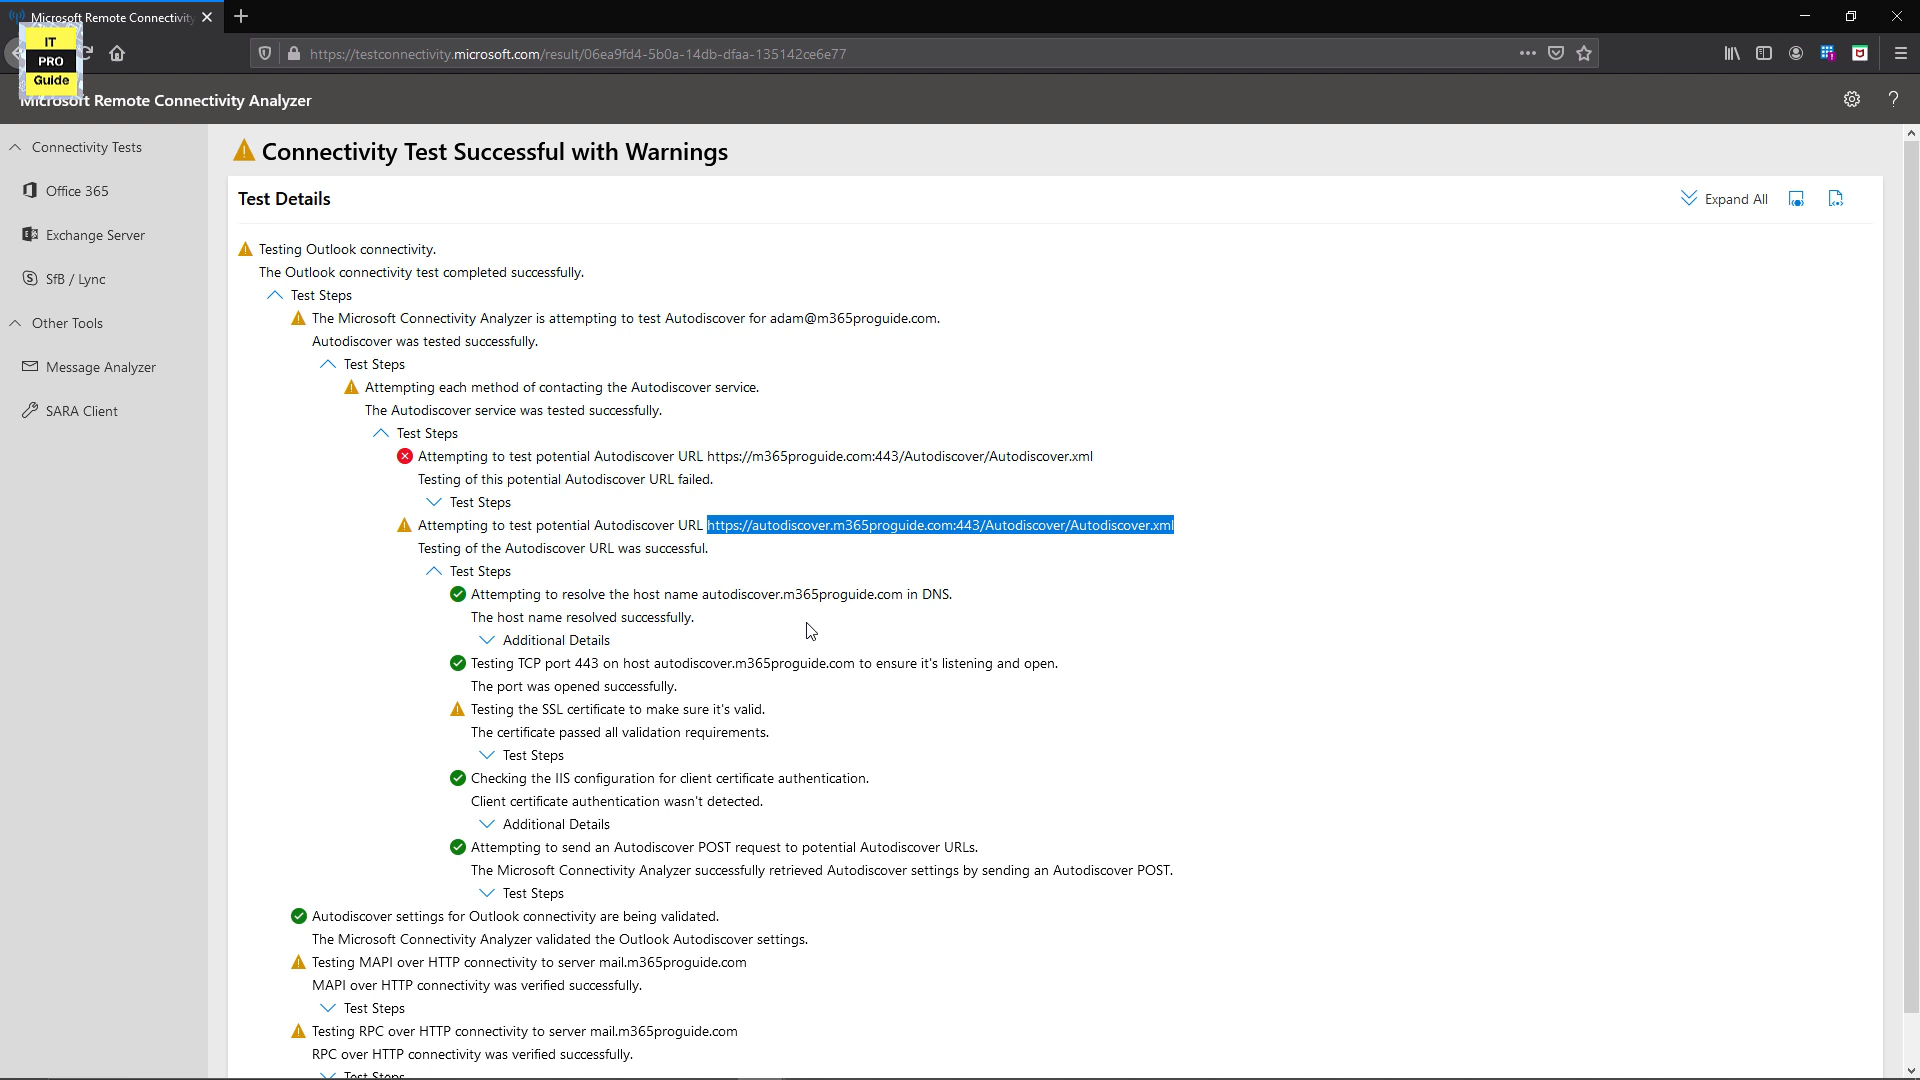 Microsoft Remote Connectivity
IT
PRO
Guide
https://testconnectivity.microsoft.com/result/06ea9fd4-5b0a-14db-dfaa-135142ce6e77
Microsoft Remote Connectivity Analyzer
Connectivity Tests
Office 365
Exchange Server
SfB / Lync
Other Tools
Message Analyzer
SARA Client
Connectivity Test Successful with Warnings
Test Details
Expand All
Testing Outlook connectivity.
The Outlook connectivity test completed successfully.
Test Steps
The Microsoft Connectivity Analyzer is attempting to test Autodiscover for adam@m365proguide.com.
Autodiscover was tested successfully.
Test Steps
Attempting each method of contacting the Autodiscover service.
The Autodiscover service was tested successfully.
Test Steps
Attempting to test potential Autodiscover URL https://m365proguide.com:443/Autodiscover/Autodiscover.xml
Testing of this potential Autodiscover URL failed.
Test Steps
Attempting to test potential Autodiscover URL https://autodiscover.m365proguide.com:443/Autodiscover/Autodiscover.xml
Testing of the Autodiscover URL was successful.
Test Steps
Attempting to resolve the host name autodiscover.m365proguide.com in DNS.
The host name resolved successfully.
Additional Details
Testing TCP port 443 on host autodiscover.m365proguide.com to ensure it's listening and open.
The port was opened successfully.
Testing the SSL certificate to make sure it's valid.
The certificate passed all validation requirements.
Test Steps
Checking the IIS configuration for client certificate authentication.
Client certificate authentication wasn't detected.
Additional Details
Attempting to send an Autodiscover POST request to potential Autodiscover URLs.
The Microsoft Connectivity Analyzer successfully retrieved Autodiscover settings by sending an Autodiscover POST.
Test Steps
Autodiscover settings for Outlook connectivity are being validated.
The Microsoft Connectivity Analyzer validated the Outlook Autodiscover settings.
Testing MAPI over HTTP connectivity to server mail.m365proguide.com
MAPI over HTTP connectivity was verified successfully.
Test Steps
Testing RPC over HTTP connectivity to server mail.m365proguide.com
RPC over HTTP connectivity was verified successfully.
Test Steps